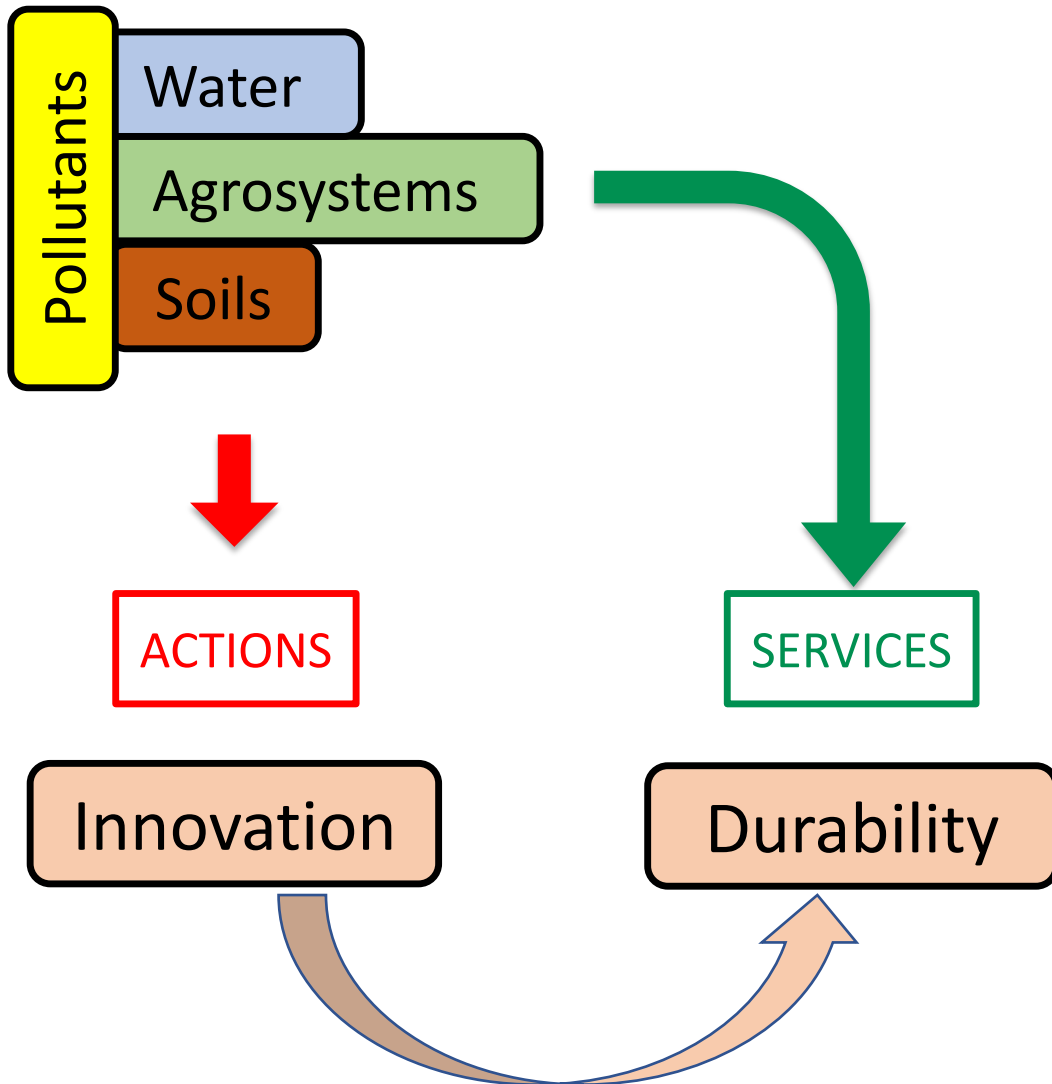 Pollutants
Water
Agrosystems
Soils
ACTIONS
SERVICES
Innovation
Durability